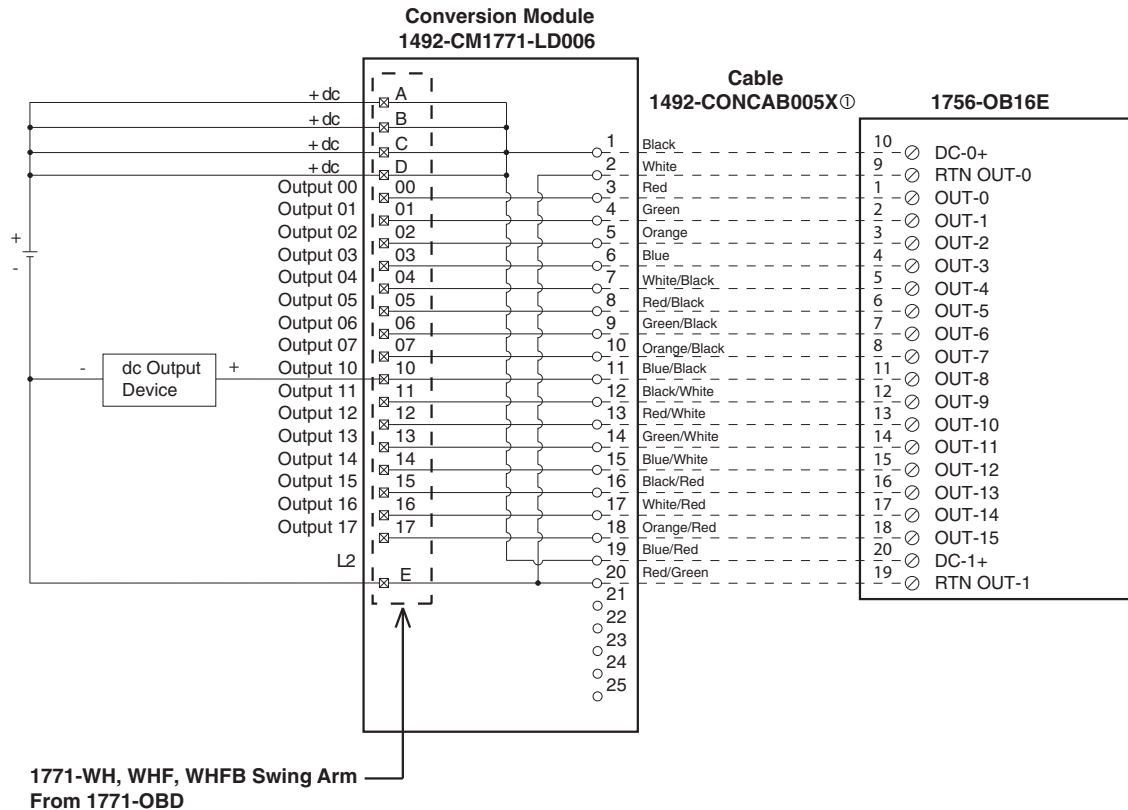 Conversion Module
1492-CM1771-LD006
Cable
1492-CONCAB005X①
1756-OB16E
+ dc A
+ dc B
+ dc C
+ dc D
1 Black 10 DC-0+
2 White 9 RTN OUT-0
Output 00 00 3 Red 1 OUT-0
Output 01 01 4 Green 2 OUT-1
Output 02 02 5 Orange 3 OUT-2
Output 03 03 6 Blue 4 OUT-3
Output 04 04 7 White/Black 5 OUT-4
Output 05 05 8 Red/Black 6 OUT-5
Output 06 06 9 Green/Black 7 OUT-6
Output 07 07 10 Orange/Black 8 OUT-7
Output 10 10 11 Blue/Black 11 OUT-8
Output 11 11 12 Black/White 12 OUT-9
Output 12 12 13 Red/White 13 OUT-10
Output 13 13 14 Green/White 14 OUT-11
Output 14 14 15 Blue/White 15 OUT-12
Output 15 15 16 Black/Red 16 OUT-13
Output 16 16 17 White/Red 17 OUT-14
Output 17 17 18 Orange/Red 18 OUT-15
L2 19 Blue/Red 20 DC-1+
E 20 Red/Green 19 RTN OUT-1
21
22
23
24
25
+
-
- dc Output +
Device
1771-WH, WHF, WHFB Swing Arm
From 1771-OBD